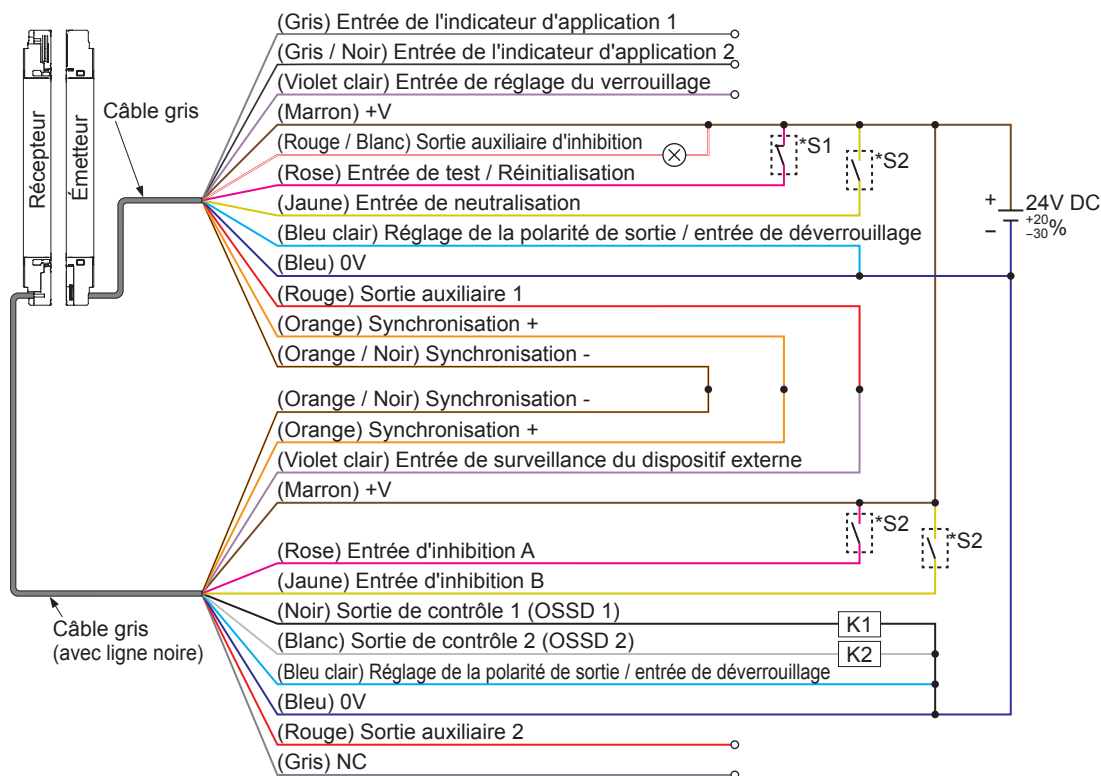 Récepteur
Émetteur
Câble gris
(Gris) Entrée de l'indicateur d'application 1
(Gris / Noir) Entrée de l'indicateur d'application 2
(Violet clair) Entrée de réglage du verrouillage
(Marron) +V
(Rouge / Blanc) Sortie auxiliaire d'inhibition
*S1
*S2
(Rose) Entrée de test / Réinitialisation
(Jaune) Entrée de neutralisation
+ 24V DC
− +20
−30%
(Bleu clair) Réglage de la polarité de sortie / entrée de déverrouillage
(Bleu) 0V
(Rouge) Sortie auxiliaire 1
(Orange) Synchronisation +
(Orange / Noir) Synchronisation -
(Orange / Noir) Synchronisation -
(Orange) Synchronisation +
(Violet clair) Entrée de surveillance du dispositif externe
(Marron) +V
*S2
*S2
(Rose) Entrée d'inhibition A
(Jaune) Entrée d'inhibition B
(Noir) Sortie de contrôle 1 (OSSD 1)
K1
(Blanc) Sortie de contrôle 2 (OSSD 2)
K2
Câble gris
(avec ligne noire)
(Bleu clair) Réglage de la polarité de sortie / entrée de déverrouillage
(Bleu) 0V
(Rouge) Sortie auxiliaire 2
(Gris) NC